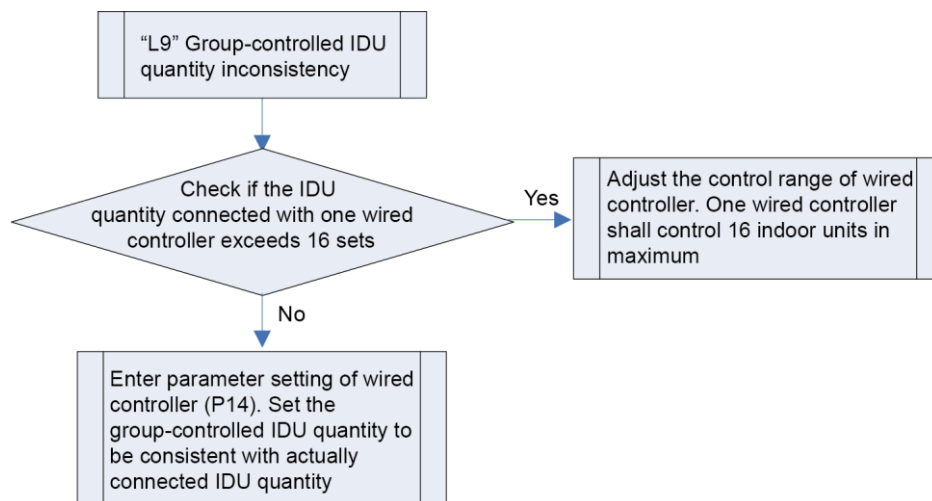 “L9” Group-controlled IDU
quantity inconsistency
Check if the IDU
quantity connected with one wired
controller exceeds 16 sets
Yes
Adjust the control range of wired
controller. One wired controller
shall control 16 indoor units in
maximum
No
Enter parameter setting of wired
controller (P14). Set the
group-controlled IDU quantity to
be consistent with actually
connected IDU quantity